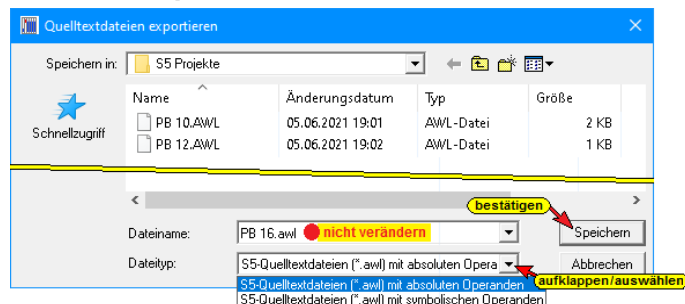 Quelltextdateien exportieren
Speichern in: S5 Projekte
Schnellzugriff
Name Änderungsdatum Typ Größe
PB 10.AWL 05.06.2021 19:01 AWL-Datei 2 KB
PB 12.AWL 05.06.2021 19:02 AWL-Datei 1 KB
bestätigen
Dateiname: PB 16.awl nicht verändern Speichern
Dateityp: S5-Quelltextdateien (*.awl) mit absoluten Opera Abbrechen
aufklappen/auswählen
S5-Quelltextdateien (*.awl) mit absoluten Operanden
S5-Quelltextdateien (*.awl) mit symbolischen Operanden